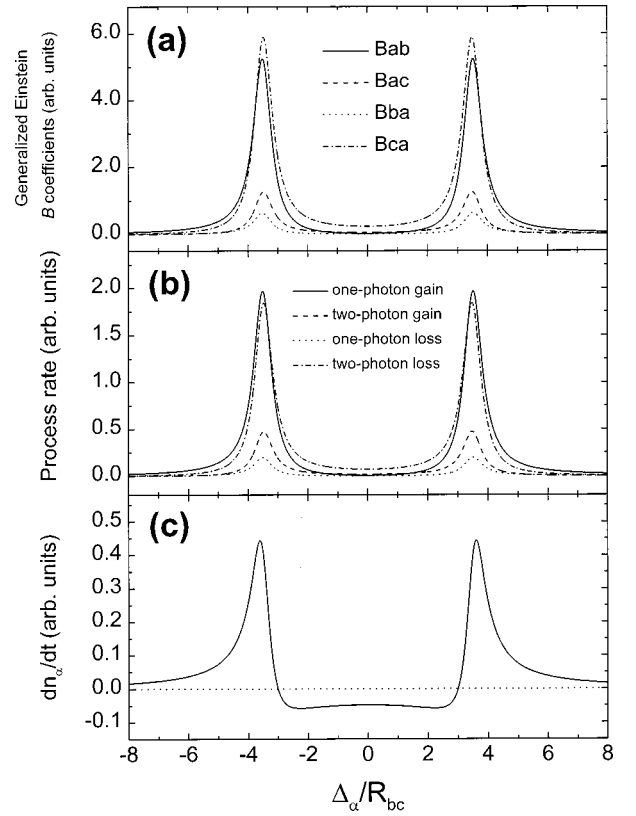 (a)
Generalized Einstein
B coefficients (arb. units)
6.0
4.0
2.0
0.0
Bab
Bac
Bba
Bca
(b)
Process rate (arb. units)
2.0
1.5
1.0
0.5
0.0
one-photon gain
two-photon gain
one-photon loss
two-photon loss
(c)
dnα/dt (arb. units)
0.5
0.4
0.3
0.2
0.1
0.0
-0.1
-8 -6 -4 -2 0 2 4 6 8
Δα/Rbc